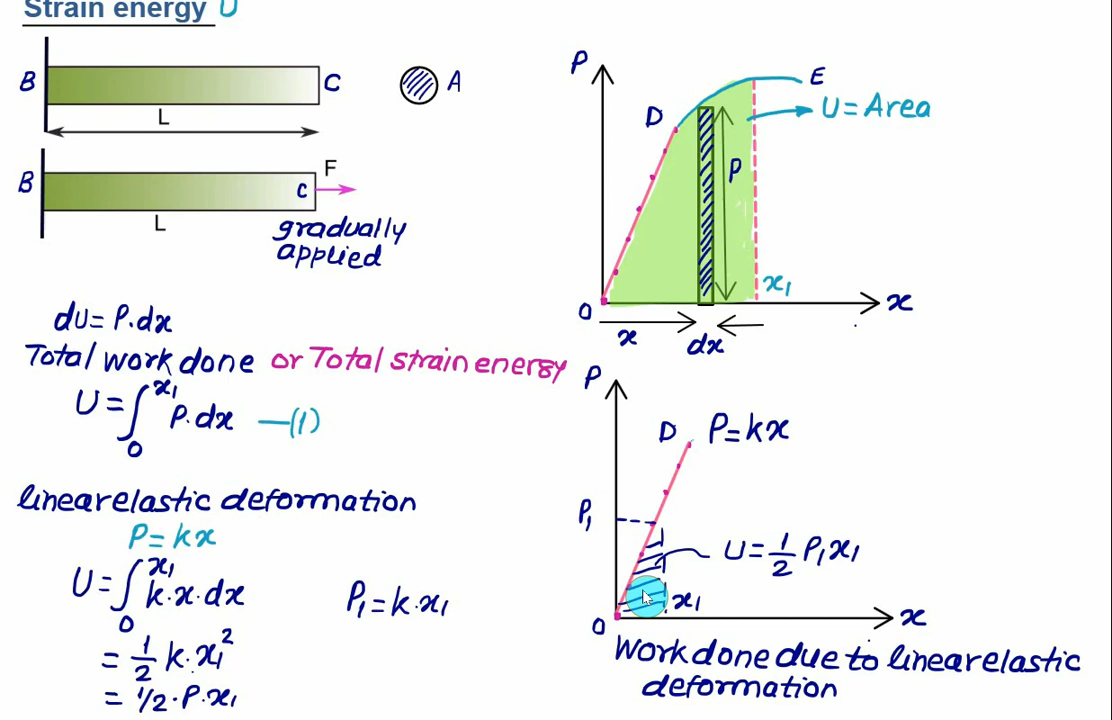 Strain energy U
B
C
A
L
B
C
F
L
gradually
applied
dU= P.dx
Total work done or Total strain energy
U = ∫₀^x₁ P.dx —(1)
linear elastic deformation
P= kx
U = ∫₀^x₁ k.x.dx
P₁ = k.x₁
= 1/2 k.x₁²
= 1/2.P.x₁
P
E
D
U= Area
P
x₁
O
x
x
dx
P
D
P=kx
P₁
U = 1/2 P₁x₁
x₁
O
x
Work done due to linear elastic
deformation